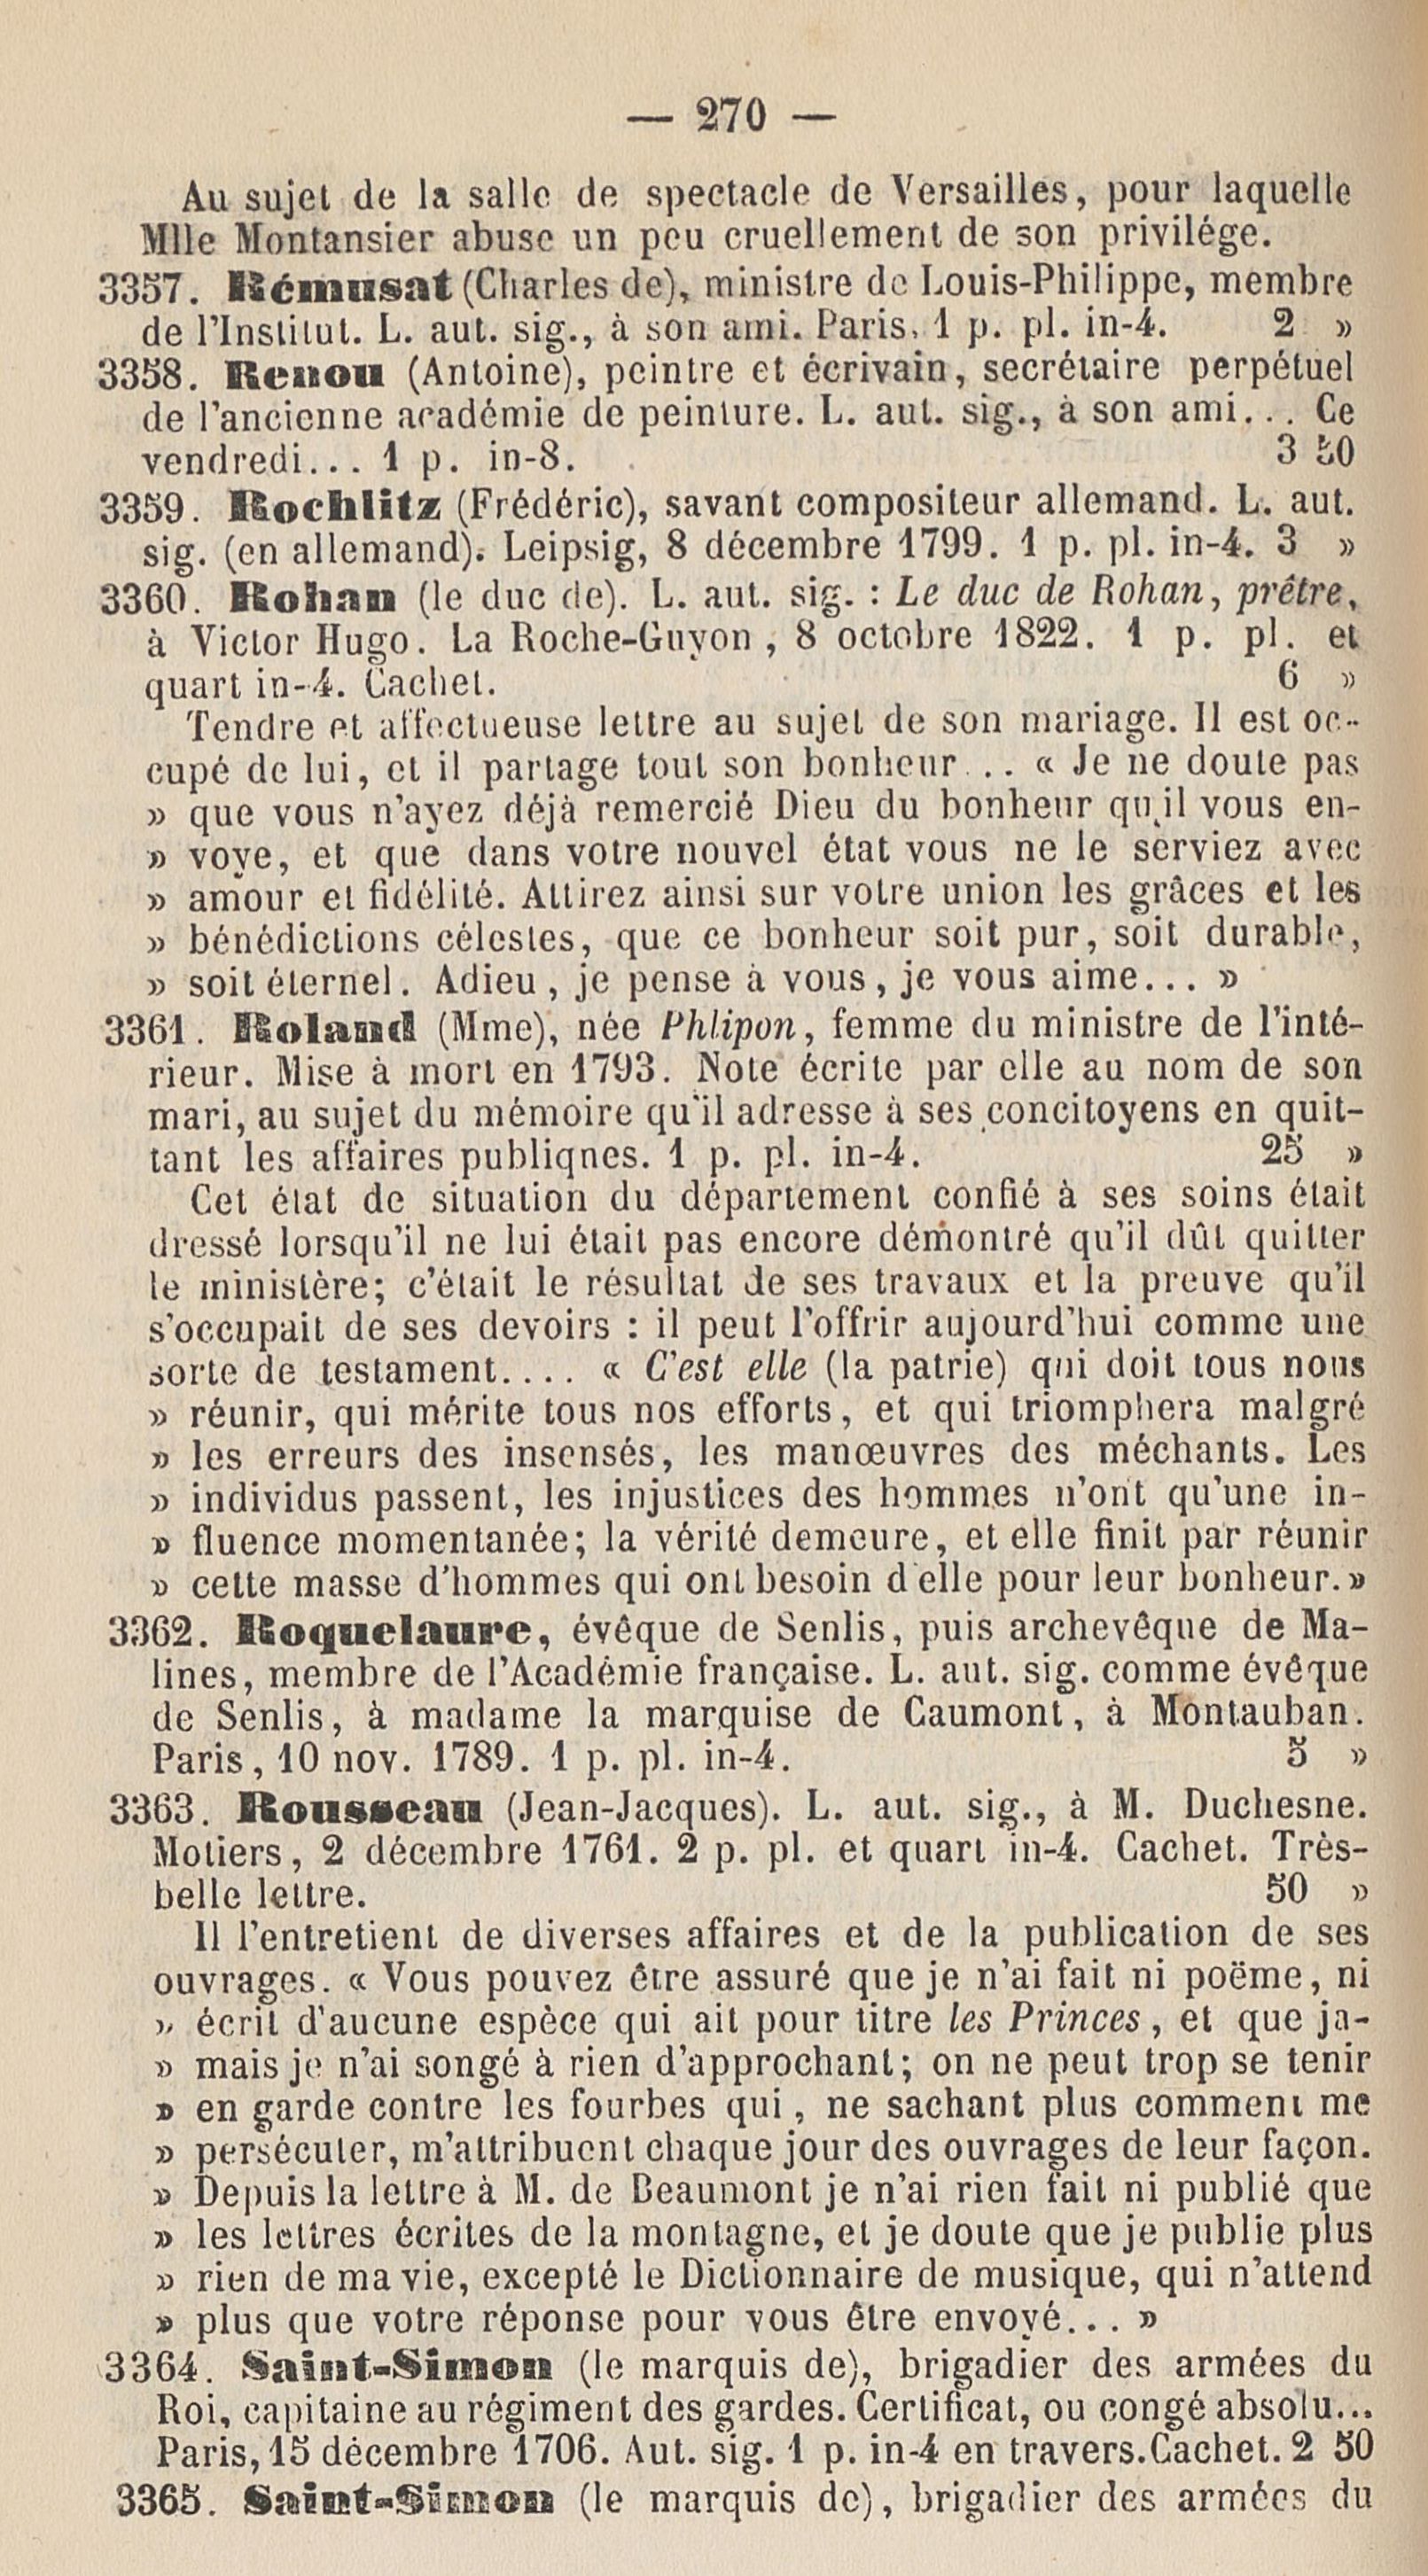 — 270 —
Au sujet de la salle de spectacle de Versailles, pour laquelle
Mlle Montansier abuse un peu cruellement de son privilége.
3357. Rémusat (Charles de), ministre de Louis-Philippe, membre
de l'Institut. L. aut. sig., à son ami. Paris, 1 p. pl. in-4. 2 »
3358. Renou (Antoine), peintre et écrivain, secrétaire perpétuel
de l'ancienne académie de peinture. L. aut. sig., à son ami... Ce
vendredi... 1 p. in-8. 3 50
3359. Rochlitz (Frédéric), savant compositeur allemand. L. aut.
sig. (en allemand). Leipsig, 8 décembre 1799. 1 p. pl. in-4. 3 »
3360. Rohan (le duc de). L. aut. sig. : Le duc de Rohan, prêtre,
à Victor Hugo. La Roche-Guyon, 8 octobre 1822. 1 p. pl. et
quart in-4. Cachet. 6 »
Tendre et affectueuse lettre au sujet de son mariage. Il est oc-
cupé de lui, et il partage tout son bonheur... « Je ne doute pas
» que vous n'ayez déjà remercié Dieu du bonheur qu'il vous en-
» voye, et que dans votre nouvel état vous ne le serviez avec
» amour et fidélité. Attirez ainsi sur votre union les grâces et les
» bénédictions célestes, que ce bonheur soit pur, soit durable,
» soit éternel. Adieu, je pense à vous, je vous aime... »
3361. Roland (Mme), née Phlipon, femme du ministre de l'inté-
rieur. Mise à mort en 1793. Note écrite par elle au nom de son
mari, au sujet du mémoire qu'il adresse à ses concitoyens en quit-
tant les affaires publiques. 1 p. pl. in-4. 25 »
Cet état de situation du département confié à ses soins était
dressé lorsqu'il ne lui était pas encore démontré qu'il dût quitter
le ministère; c'était le résultat de ses travaux et la preuve qu'il
s'occupait de ses devoirs : il peut l'offrir aujourd'hui comme une
sorte de testament.... « C'est elle (la patrie) qui doit tous nous
» réunir, qui mérite tous nos efforts, et qui triomphera malgré
» les erreurs des insensés, les manœuvres des méchants. Les
» individus passent, les injustices des hommes n'ont qu'une in-
» fluence momentanée; la vérité demeure, et elle finit par réunir
» cette masse d'hommes qui ont besoin d'elle pour leur bonheur. »
3362. Roquelaure, évêque de Senlis, puis archevêque de Ma-
lines, membre de l'Académie française. L. aut. sig. comme évêque
de Senlis, à madame la marquise de Caumont, à Montauban.
Paris, 10 nov. 1789. 1 p. pl. in-4. 5 »
3363. Rousseau (Jean-Jacques). L. aut. sig., à M. Duchesne.
Motiers, 2 décembre 1761. 2 p. pl. et quart in-4. Cachet. Très-
belle lettre. 50 »
Il l'entretient de diverses affaires et de la publication de ses
ouvrages. « Vous pouvez être assuré que je n'ai fait ni poëme, ni
» écrit d'aucune espèce qui ait pour titre les Princes, et que ja-
» mais je n'ai songé à rien d'approchant; on ne peut trop se tenir
» en garde contre les fourbes qui, ne sachant plus comment me
» persécuter, m'attribuent chaque jour des ouvrages de leur façon.
» Depuis la lettre à M. de Beaumont je n'ai rien fait ni publié que
» les lettres écrites de la montagne, et je doute que je publie plus
» rien de ma vie, excepté le Dictionnaire de musique, qui n'attend
» plus que votre réponse pour vous être envoyé... »
3364. Saint-Simon (le marquis de), brigadier des armées du
Roi, capitaine au régiment des gardes. Certificat, ou congé absolu...
Paris, 15 décembre 1706. Aut. sig. 1 p. in-4 en travers. Cachet. 2 50
3365. Saint-Simon (le marquis de), brigadier des armées du